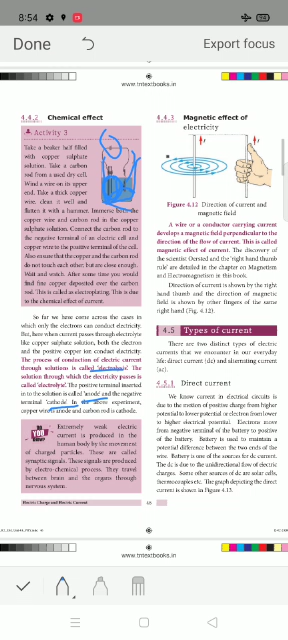 8:54
Done
Export focus
www.tntextbooks.in
4.4.2 Chemical effect
Activity 3
Take a beaker half filled
with copper sulphate
solution. Take a carbon
rod from a used dry cell.
Wind a wire on its upper
end. Take a thick copper
wire, clean it well and
flatten it with a hammer. Immerse both the
copper wire and carbon rod in the copper
sulphate solution. Connect the carbon rod to
the negative terminal of an electric cell and
copper wire to the positive terminal of the cell.
Also ensure that the copper and the carbon rod
do not touch each other, but are close enough.
Wait and watch. After some time you would
find fine copper deposited over the carbon
rod. This is called as electroplating. This is due
to the chemical effect of current.
So far we have come across the cases in
which only the electrons can conduct electricity.
But, here when current passes through electrolyte
like copper sulphate solution, both the electron
and the positive copper ion conduct electricity.
The process of conduction of electric current
through solutions is called 'electrolysis'. The
solution through which the electricity passes is
called 'electrolyte'. The positive terminal inserted
in to the solution is called 'anode' and the negative
terminal 'cathode'. In the above experiment,
copper wire is anode and carbon rod is cathode.
YOU
Extremely weak electric
current is produced in the
human body by the movement
of charged particles. These are called
synaptic signals. These signals are produced
by electro-chemical process. They travel
between brain and the organs through
nervous system.
Electric Charge and Electric Current
4.4.3 Magnetic effect of
electricity
Figure 4.12 Direction of current and
magnetic field
A wire or a conductor carrying current
develops a magnetic field perpendicular to the
direction of the flow of current. This is called
magnetic effect of current. The discovery of
the scientist Oersted and the 'right hand thumb
rule' are detailed in the chapter on Magnetism
and Electromagnetism in this book.
Direction of current is shown by the right
hand thumb and the direction of magnetic
field is shown by other fingers of the same
right hand (Fig. 4.12).
4.5 Types of current
There are two distinct types of electric
currents that we encounter in our everyday
life: direct current (dc) and alternating current
(ac).
4.5.1 Direct current
We know current in electrical circuits is
due to the motion of positive charge from higher
potential to lower potential or electron from lower
to higher electrical potential. Electrons move
from negative terminal of the battery to positive
of the battery. Battery is used to maintain a
potential difference between the two ends of the
wire. Battery is one of the sources for dc current.
The dc is due to the unidirectional flow of electric
charges. Some other sources of dc are solar cells,
thermocouples etc. The graph depicting the direct
current is shown in Figure 4.13.
www.tntextbooks.in